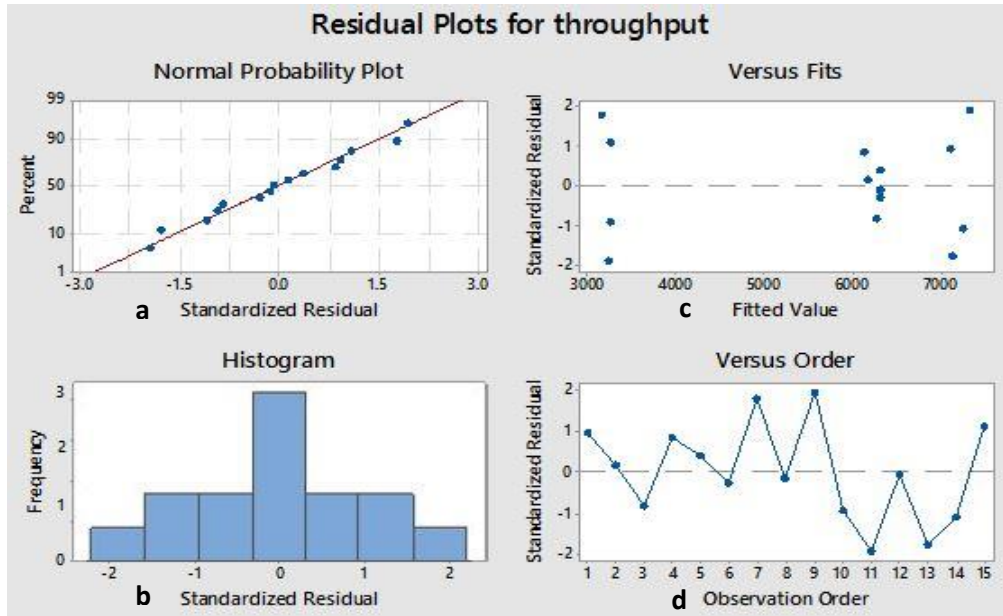 Residual Plots for throughput
Normal Probability Plot
99
90
50
10
1
Percent
-3.0 -1.5 0.0 1.5 3.0
a Standardized Residual
Versus Fits
2
1
0
-1
-2
Standardized Residual
3000 4000 5000 6000 7000
c Fitted Value
Histogram
3
2
1
0
Frequency
-2 -1 0 1 2
b Standardized Residual
Versus Order
2
1
0
-1
-2
Standardized Residual
1 2 3 4 5 6 7 8 9 10 11 12 13 14 15
d Observation Order